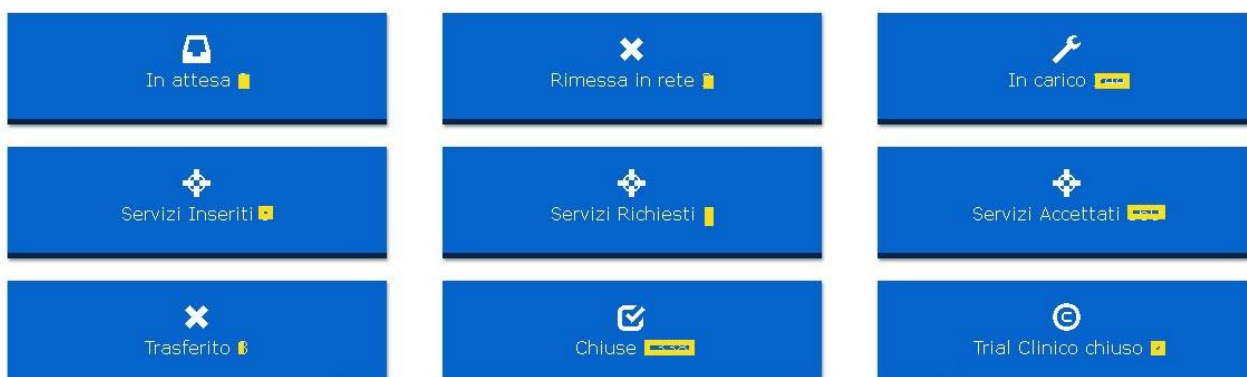 In attesa
Rimessa in rete
In carico
Servizi Inseriti
Servizi Richiesti
Servizi Accettati
Trasferito
Chiuse
Trial Clinico chiuso